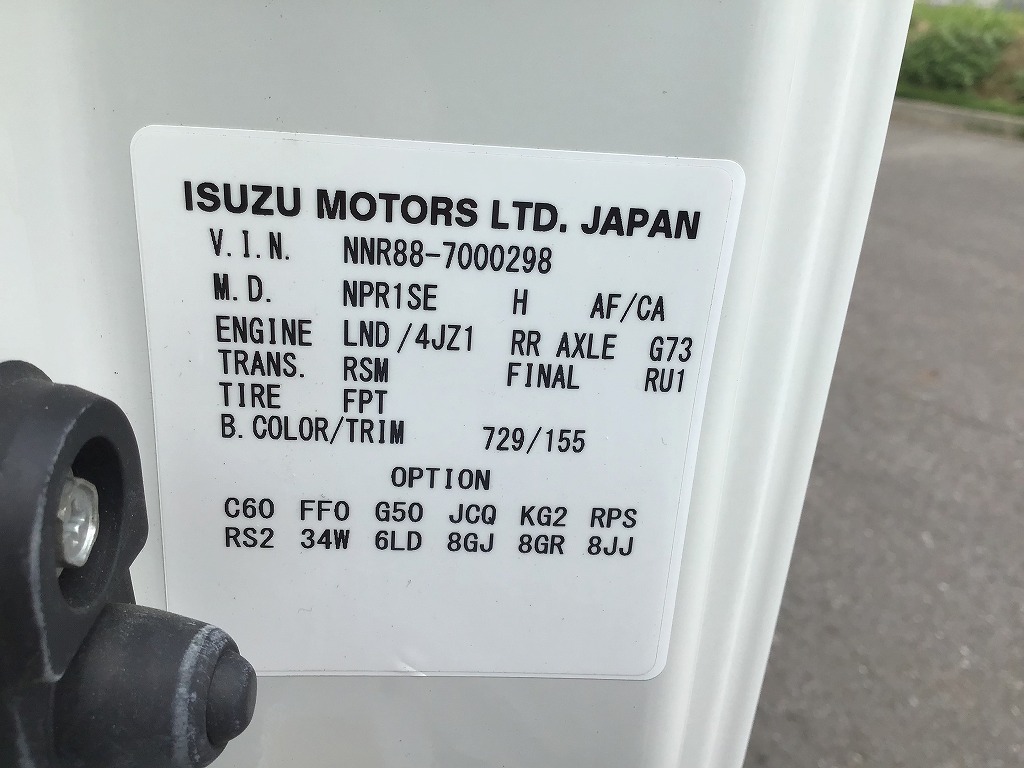 ISUZU MOTORS LTD. JAPAN
V.I.N. NNR88-7000298
M.D. NPR1SE H AF/CA
ENGINE LND/4JZ1 RR AXLE G73
TRANS. RSM FINAL RU1
TIRE FPT
B.COLOR/TRIM 729/155
OPTION
C60 FF0 G50 JCQ KG2 RPS
RS2 34W 6LD 8GJ 8GR 8JJ